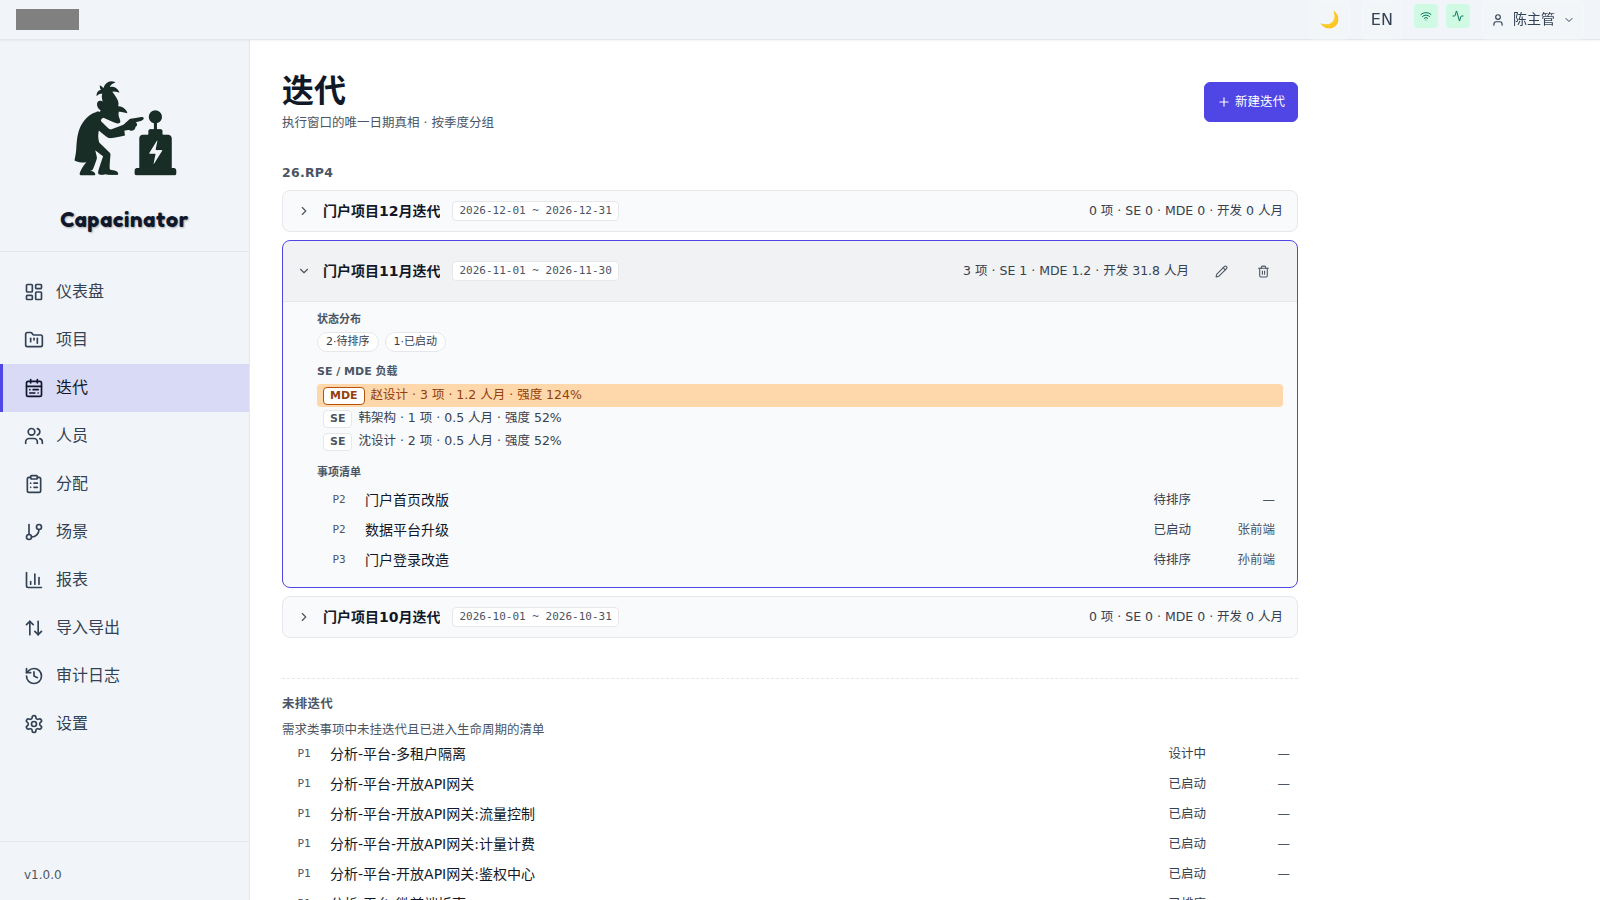 EN
陈主管
Capacinator
仪表盘
项目
迭代
人员
分配
场景
报表
导入导出
审计日志
设置
v1.0.0
迭代
执行窗口的唯一日期真相 · 按季度分组
新建迭代
26.RP4
门户项目12月迭代 2026-12-01 ~ 2026-12-31 0 项 · SE 0 · MDE 0 · 开发 0 人月
门户项目11月迭代 2026-11-01 ~ 2026-11-30 3 项 · SE 1 · MDE 1.2 · 开发 31.8 人月
状态分布
2·待排序 1·已启动
SE / MDE 负载
MDE 赵设计 · 3 项 · 1.2 人月 · 强度 124%
SE 韩架构 · 1 项 · 0.5 人月 · 强度 52%
SE 沈设计 · 2 项 · 0.5 人月 · 强度 52%
事项清单
P2 门户首页改版 待排序 —
P2 数据平台升级 已启动 张前端
P3 门户登录改造 待排序 孙前端
门户项目10月迭代 2026-10-01 ~ 2026-10-31 0 项 · SE 0 · MDE 0 · 开发 0 人月
未排迭代
需求类事项中未挂迭代且已进入生命周期的清单
P1 分析-平台-多租户隔离 设计中 —
P1 分析-平台-开放API网关 已启动 —
P1 分析-平台-开放API网关:流量控制 已启动 —
P1 分析-平台-开放API网关:计量计费 已启动 —
P1 分析-平台-开放API网关:鉴权中心 已启动 —